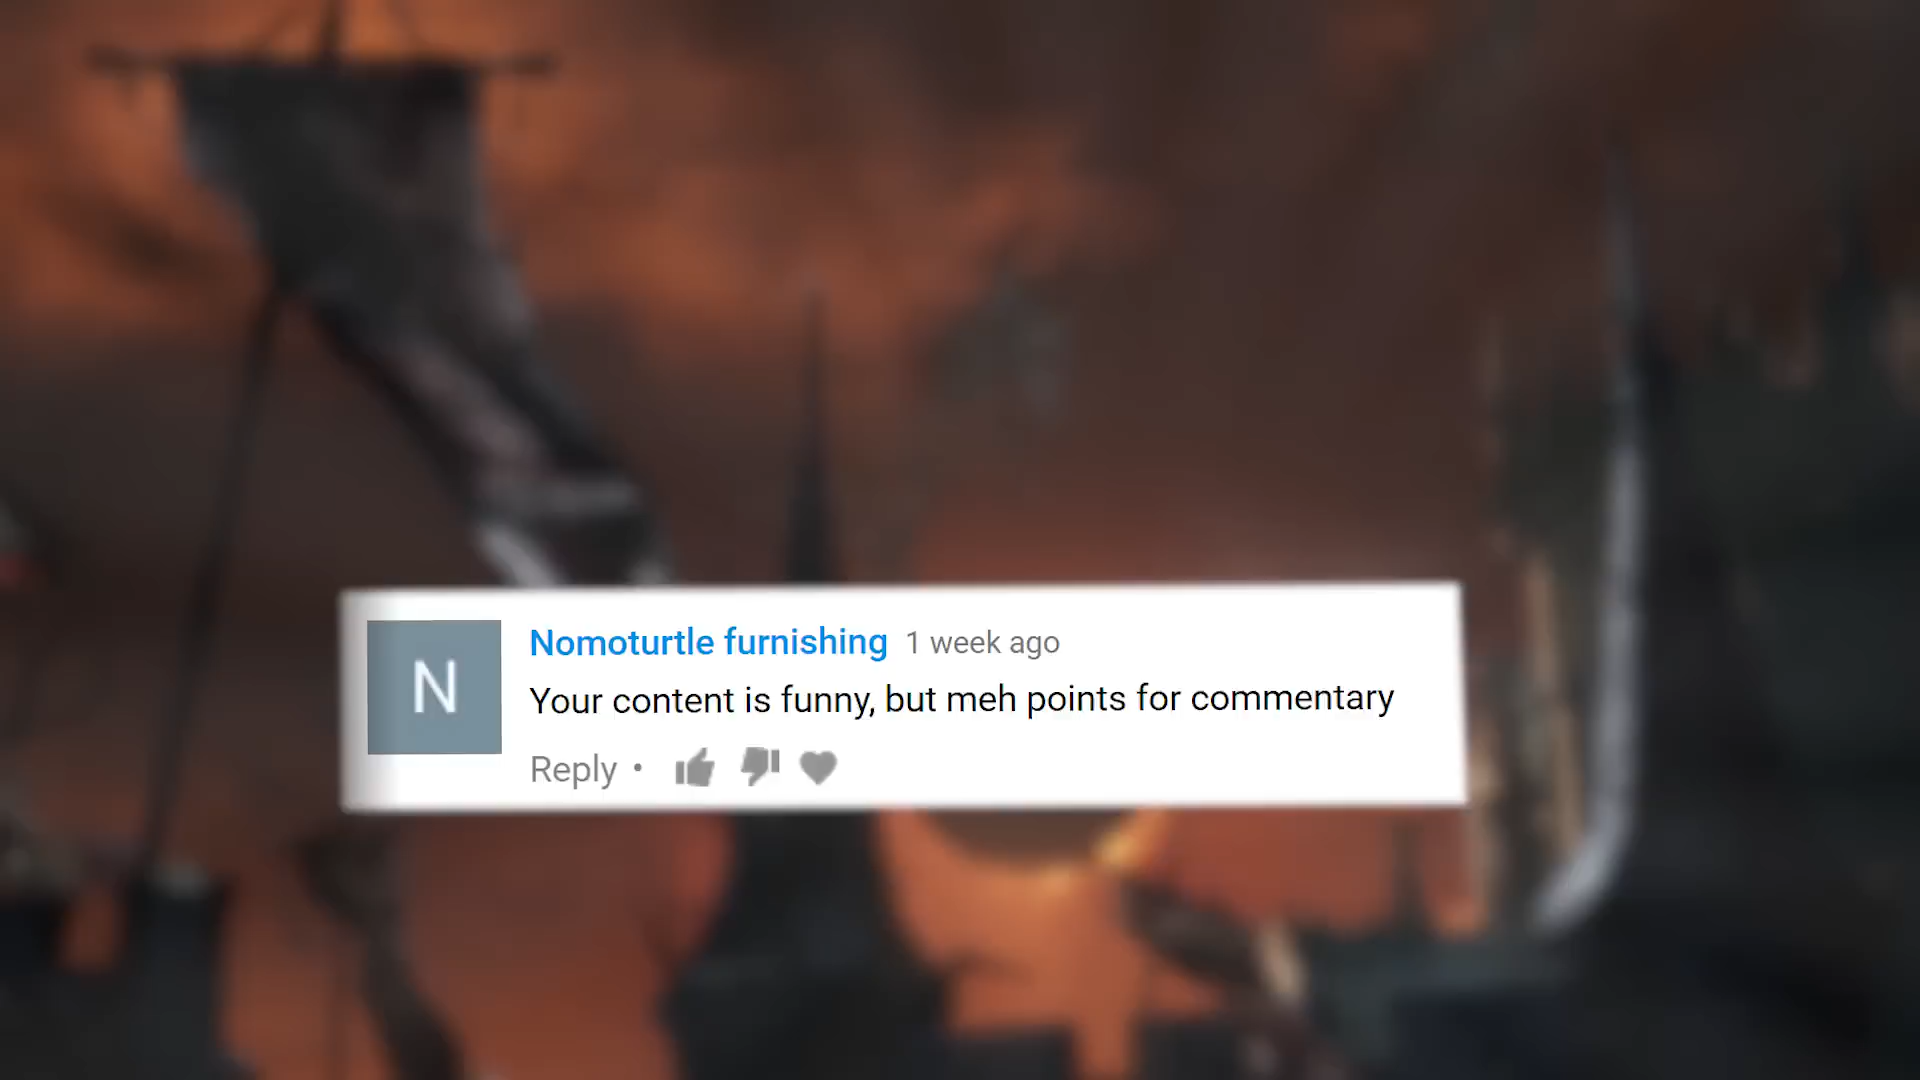 N
Nomoturtle furnishing 1 week ago
Your content is funny, but meh points for commentary
Reply •